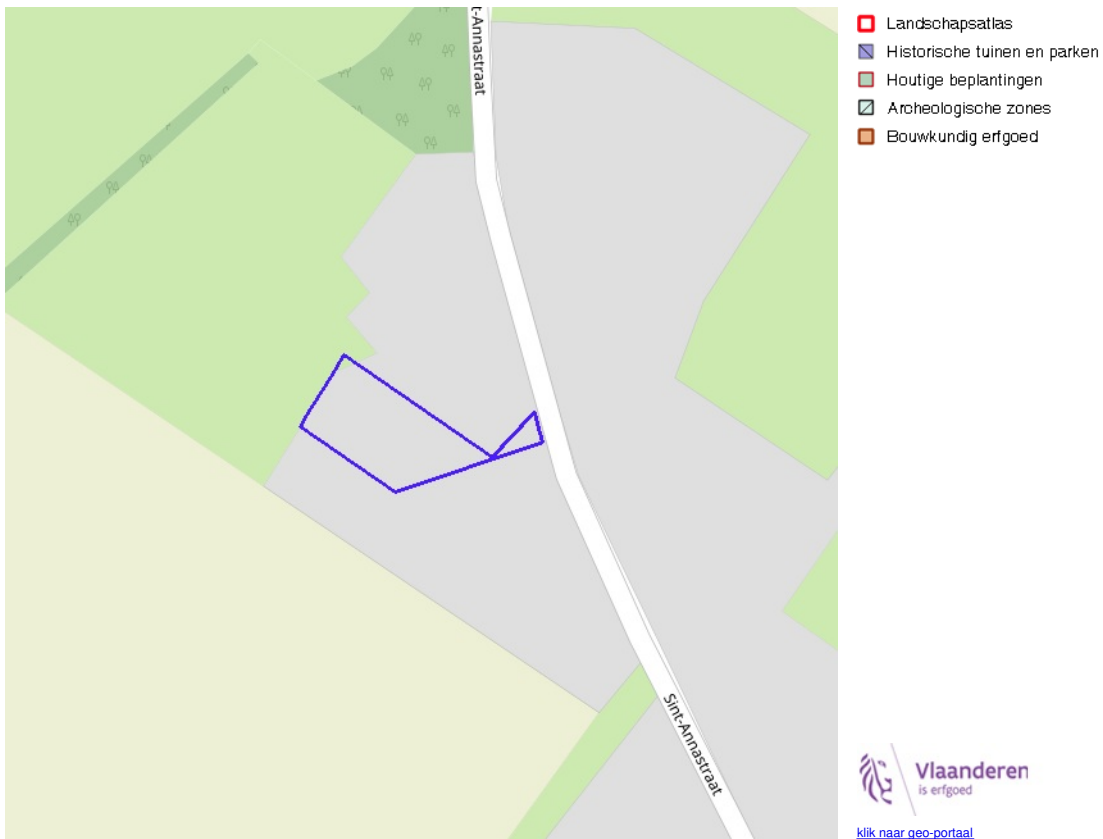 t-Annastraat
Sint-Annastraat
Landschapsatlas
Historische tuinen en parken
Houtige beplantingen
Archeologische zones
Bouwkundig erfgoed
Vlaanderen
is erfgoed
klik naar geo-portaal